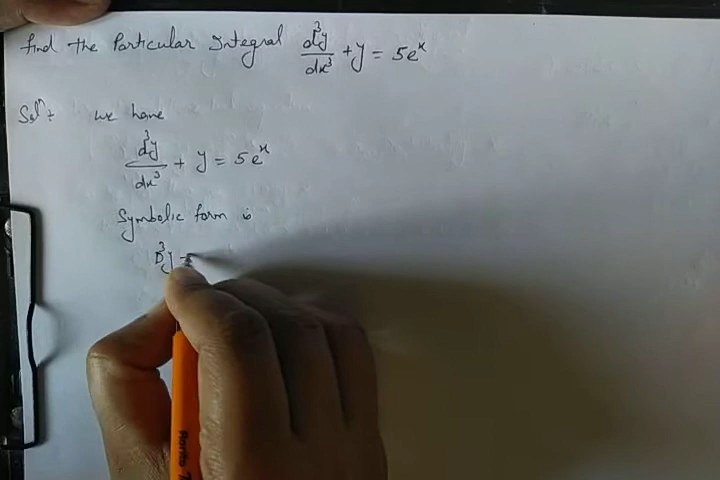 find the Particular Integral d³y/dx³ + y = 5eˣ
Solⁿ: we have
d³y/dx³ + y = 5eˣ
Symbolic form is
D³y